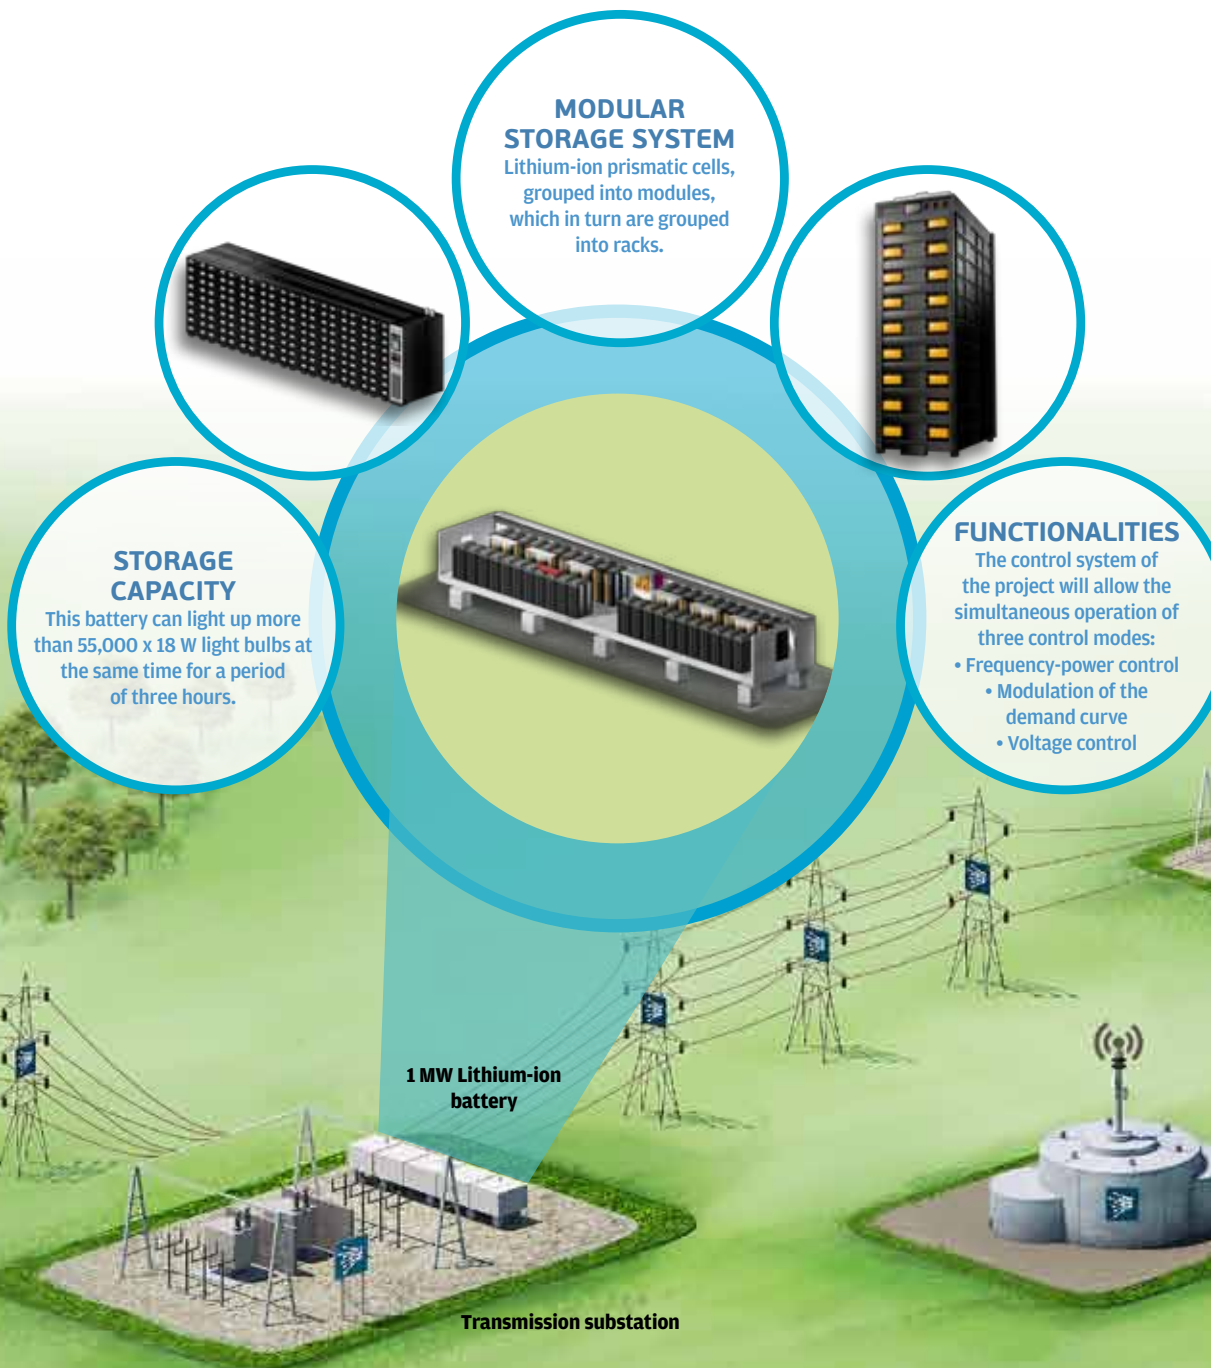 MODULAR
STORAGE SYSTEM
Lithium-ion prismatic cells,
grouped into modules,
which in turn are grouped
into racks.
STORAGE
CAPACITY
This battery can light up more
than 55,000 x 18 W light bulbs at
the same time for a period
of three hours.
FUNCTIONALITIES
The control system of
the project will allow the
simultaneous operation of
three control modes:
• Frequency-power control
• Modulation of the
demand curve
• Voltage control
1 MW Lithium-ion
battery
Transmission substation